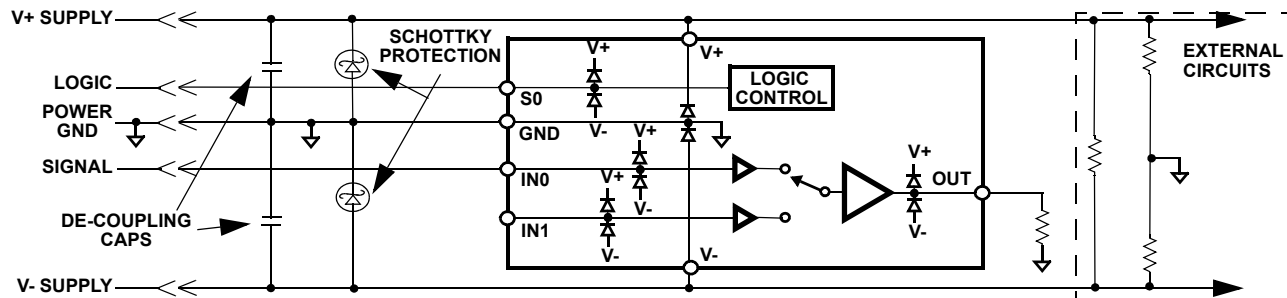 V+ SUPPLY
SCHOTTKY
PROTECTION
V+
V+
EXTERNAL
CIRCUITS
LOGIC
LOGIC
CONTROL
S0
POWER
GND
V-
GND
V+
SIGNAL
IN0
V+
V+
OUT
V-
DE-COUPLING
CAPS
IN1
V-
V-
V-
V- SUPPLY